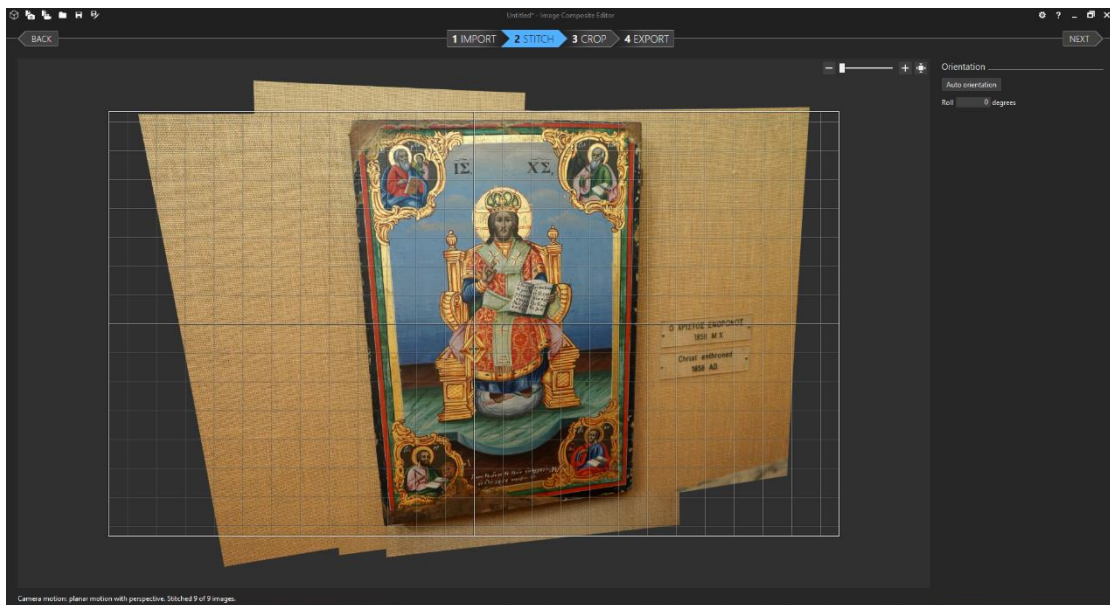 Untitled* - Image Composite Editor
BACK
1 IMPORT
2 STITCH
3 CROP
4 EXPORT
NEXT
Orientation
Auto orientation
Roll 0 degrees
ΙΣ ΧΣ
Ο ΧΡΙΣΤΟΣ ΕΝΘΡΟΝΟΣ
1858 Μ.Χ.
Christ enthroned
1858 AD.
Camera motion: planar motion with perspective. Stitched 9 of 9 images.